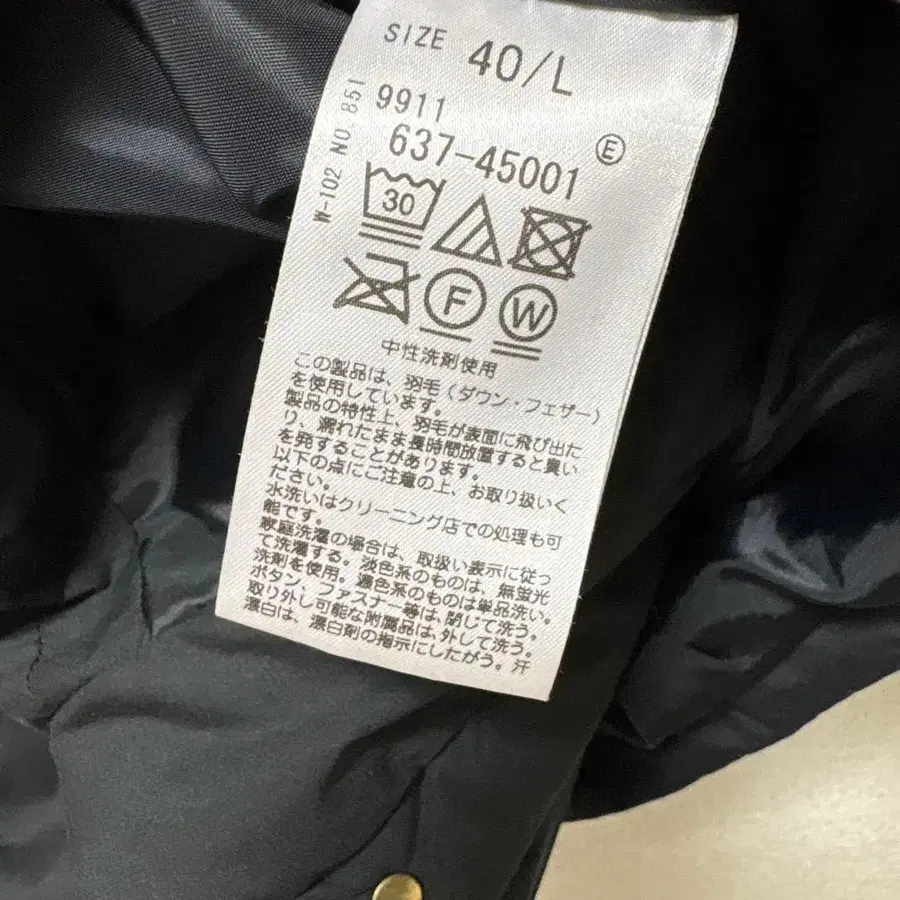 SIZE 40/L
W-102 NO.851
9911
637-45001 E
30
F W
中性洗剤使用
この製品は、羽毛(ダウン・フェザー)
を使用しています。
製品の特性上、羽毛が表面に飛び出た
り、濡れたまま長時間放置すると臭い
を発することがあります。
以下の点にご注意の上、お取り扱いく
ださい。
水洗いはクリーニング店での処理も可
能です。
家庭洗濯の場合は、取扱い表示に従っ
て洗濯する。淡色系のものは、無蛍光
洗剤を使用。濃色系のものは単品洗い。
ボタン、ファスナー等は、閉じて洗う。
取り外し可能な附属品は、外して洗う。
漂白は、漂白剤の指示にしたがう。汗